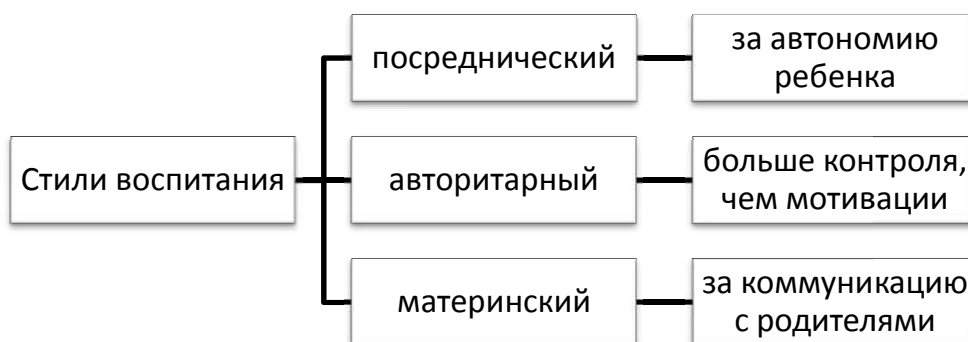 Стили воспитания
посреднический
за автономию
ребенка
авторитарный
больше контроля,
чем мотивации
материнский
за коммуникацию
с родителями